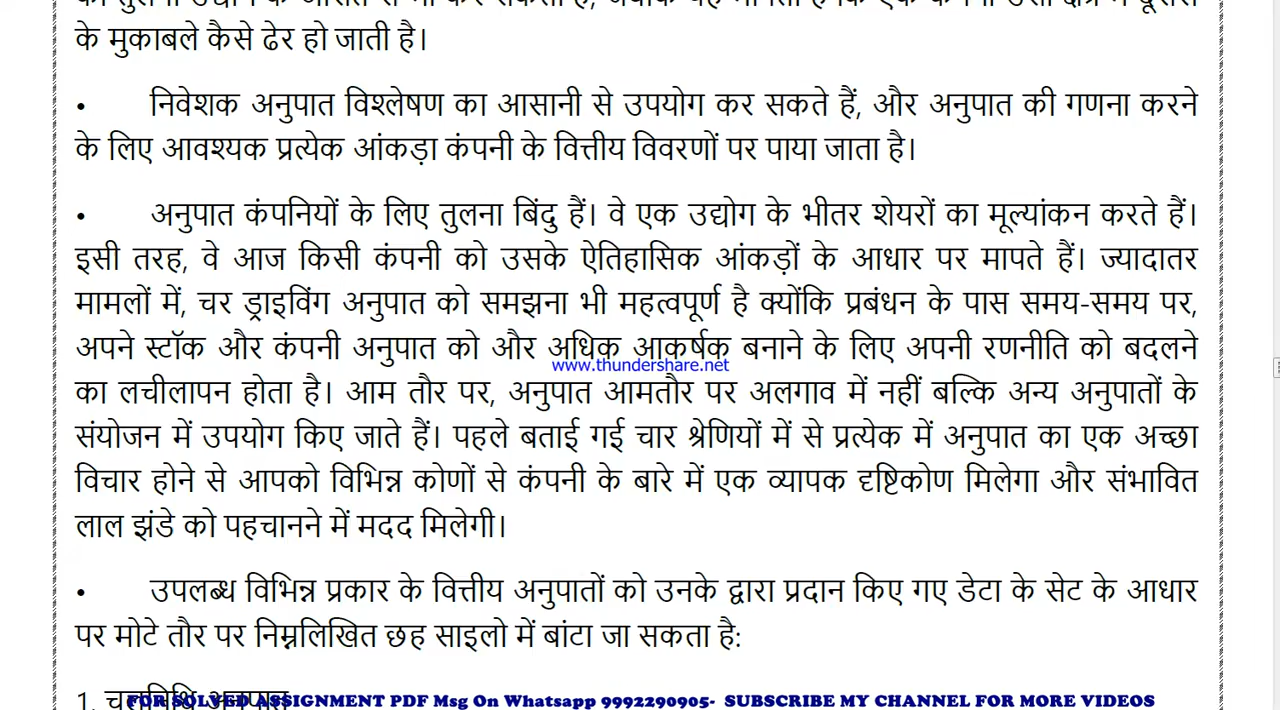 के मुकाबले कैसे ढेर हो जाती है।
• निवेशक अनुपात विश्लेषण का आसानी से उपयोग कर सकते हैं, और अनुपात की गणना करने
के लिए आवश्यक प्रत्येक आंकड़ा कंपनी के वित्तीय विवरणों पर पाया जाता है।
• अनुपात कंपनियों के लिए तुलना बिंदु हैं। वे एक उद्योग के भीतर शेयरों का मूल्यांकन करते हैं।
इसी तरह, वे आज किसी कंपनी को उसके ऐतिहासिक आंकड़ों के आधार पर मापते हैं। ज्यादातर
मामलों में, चर ड्राइविंग अनुपात को समझना भी महत्वपूर्ण है क्योंकि प्रबंधन के पास समय-समय पर,
अपने स्टॉक और कंपनी अनुपात को और अधिक आकर्षक बनाने के लिए अपनी रणनीति को बदलने
www.thundershare.net
का लचीलापन होता है। आम तौर पर, अनुपात आमतौर पर अलगाव में नहीं बल्कि अन्य अनुपातों के
संयोजन में उपयोग किए जाते हैं। पहले बताई गई चार श्रेणियों में से प्रत्येक में अनुपात का एक अच्छा
विचार होने से आपको विभिन्न कोणों से कंपनी के बारे में एक व्यापक दृष्टिकोण मिलेगा और संभावित
लाल झंडे को पहचानने में मदद मिलेगी।
• उपलब्ध विभिन्न प्रकार के वित्तीय अनुपातों को उनके द्वारा प्रदान किए गए डेटा के सेट के आधार
पर मोटे तौर पर निम्नलिखित छह साइलो में बांटा जा सकता है:
1. अनुपात
FOR SOLVED ASSIGNMENT PDF Msg On Whatsapp 9992290905- SUBSCRIBE MY CHANNEL FOR MORE VIDEOS